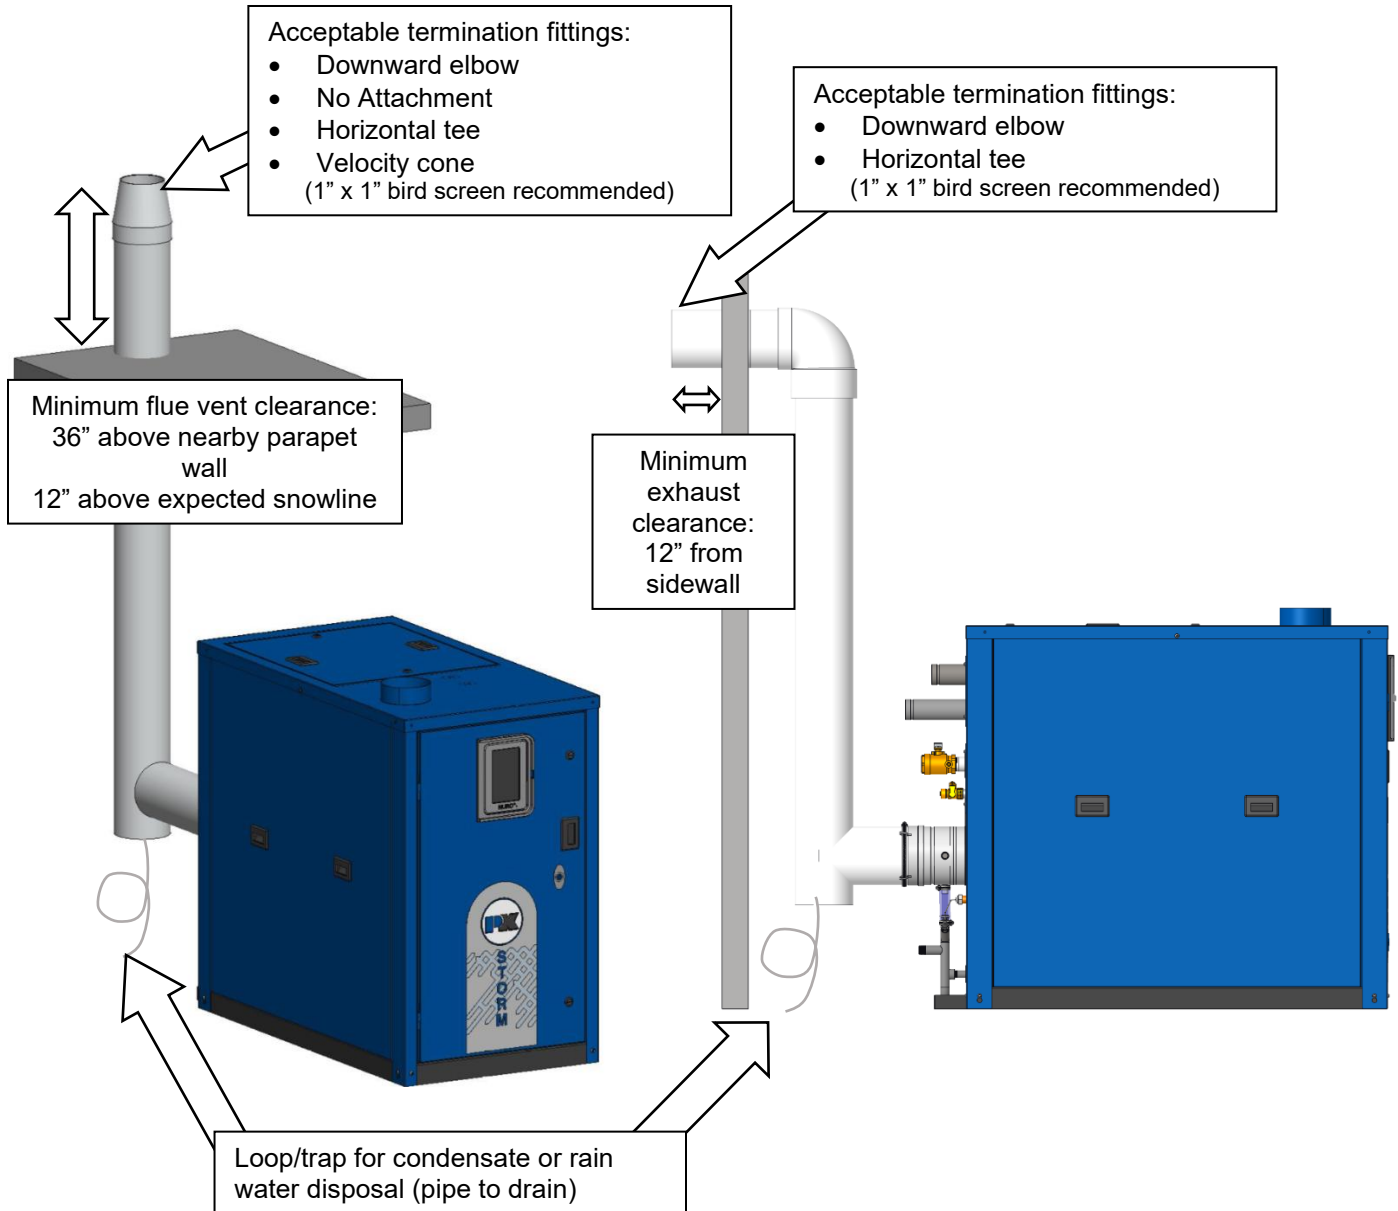 Acceptable termination fittings:
• Downward elbow
• No Attachment
• Horizontal tee
• Velocity cone
(1” x 1” bird screen recommended)
Acceptable termination fittings:
• Downward elbow
• Horizontal tee
(1” x 1” bird screen recommended)
Minimum flue vent clearance:
36” above nearby parapet
wall
12” above expected snowline
Minimum
exhaust
clearance:
12” from
sidewall
PX
STORM
Loop/trap for condensate or rain
water disposal (pipe to drain)